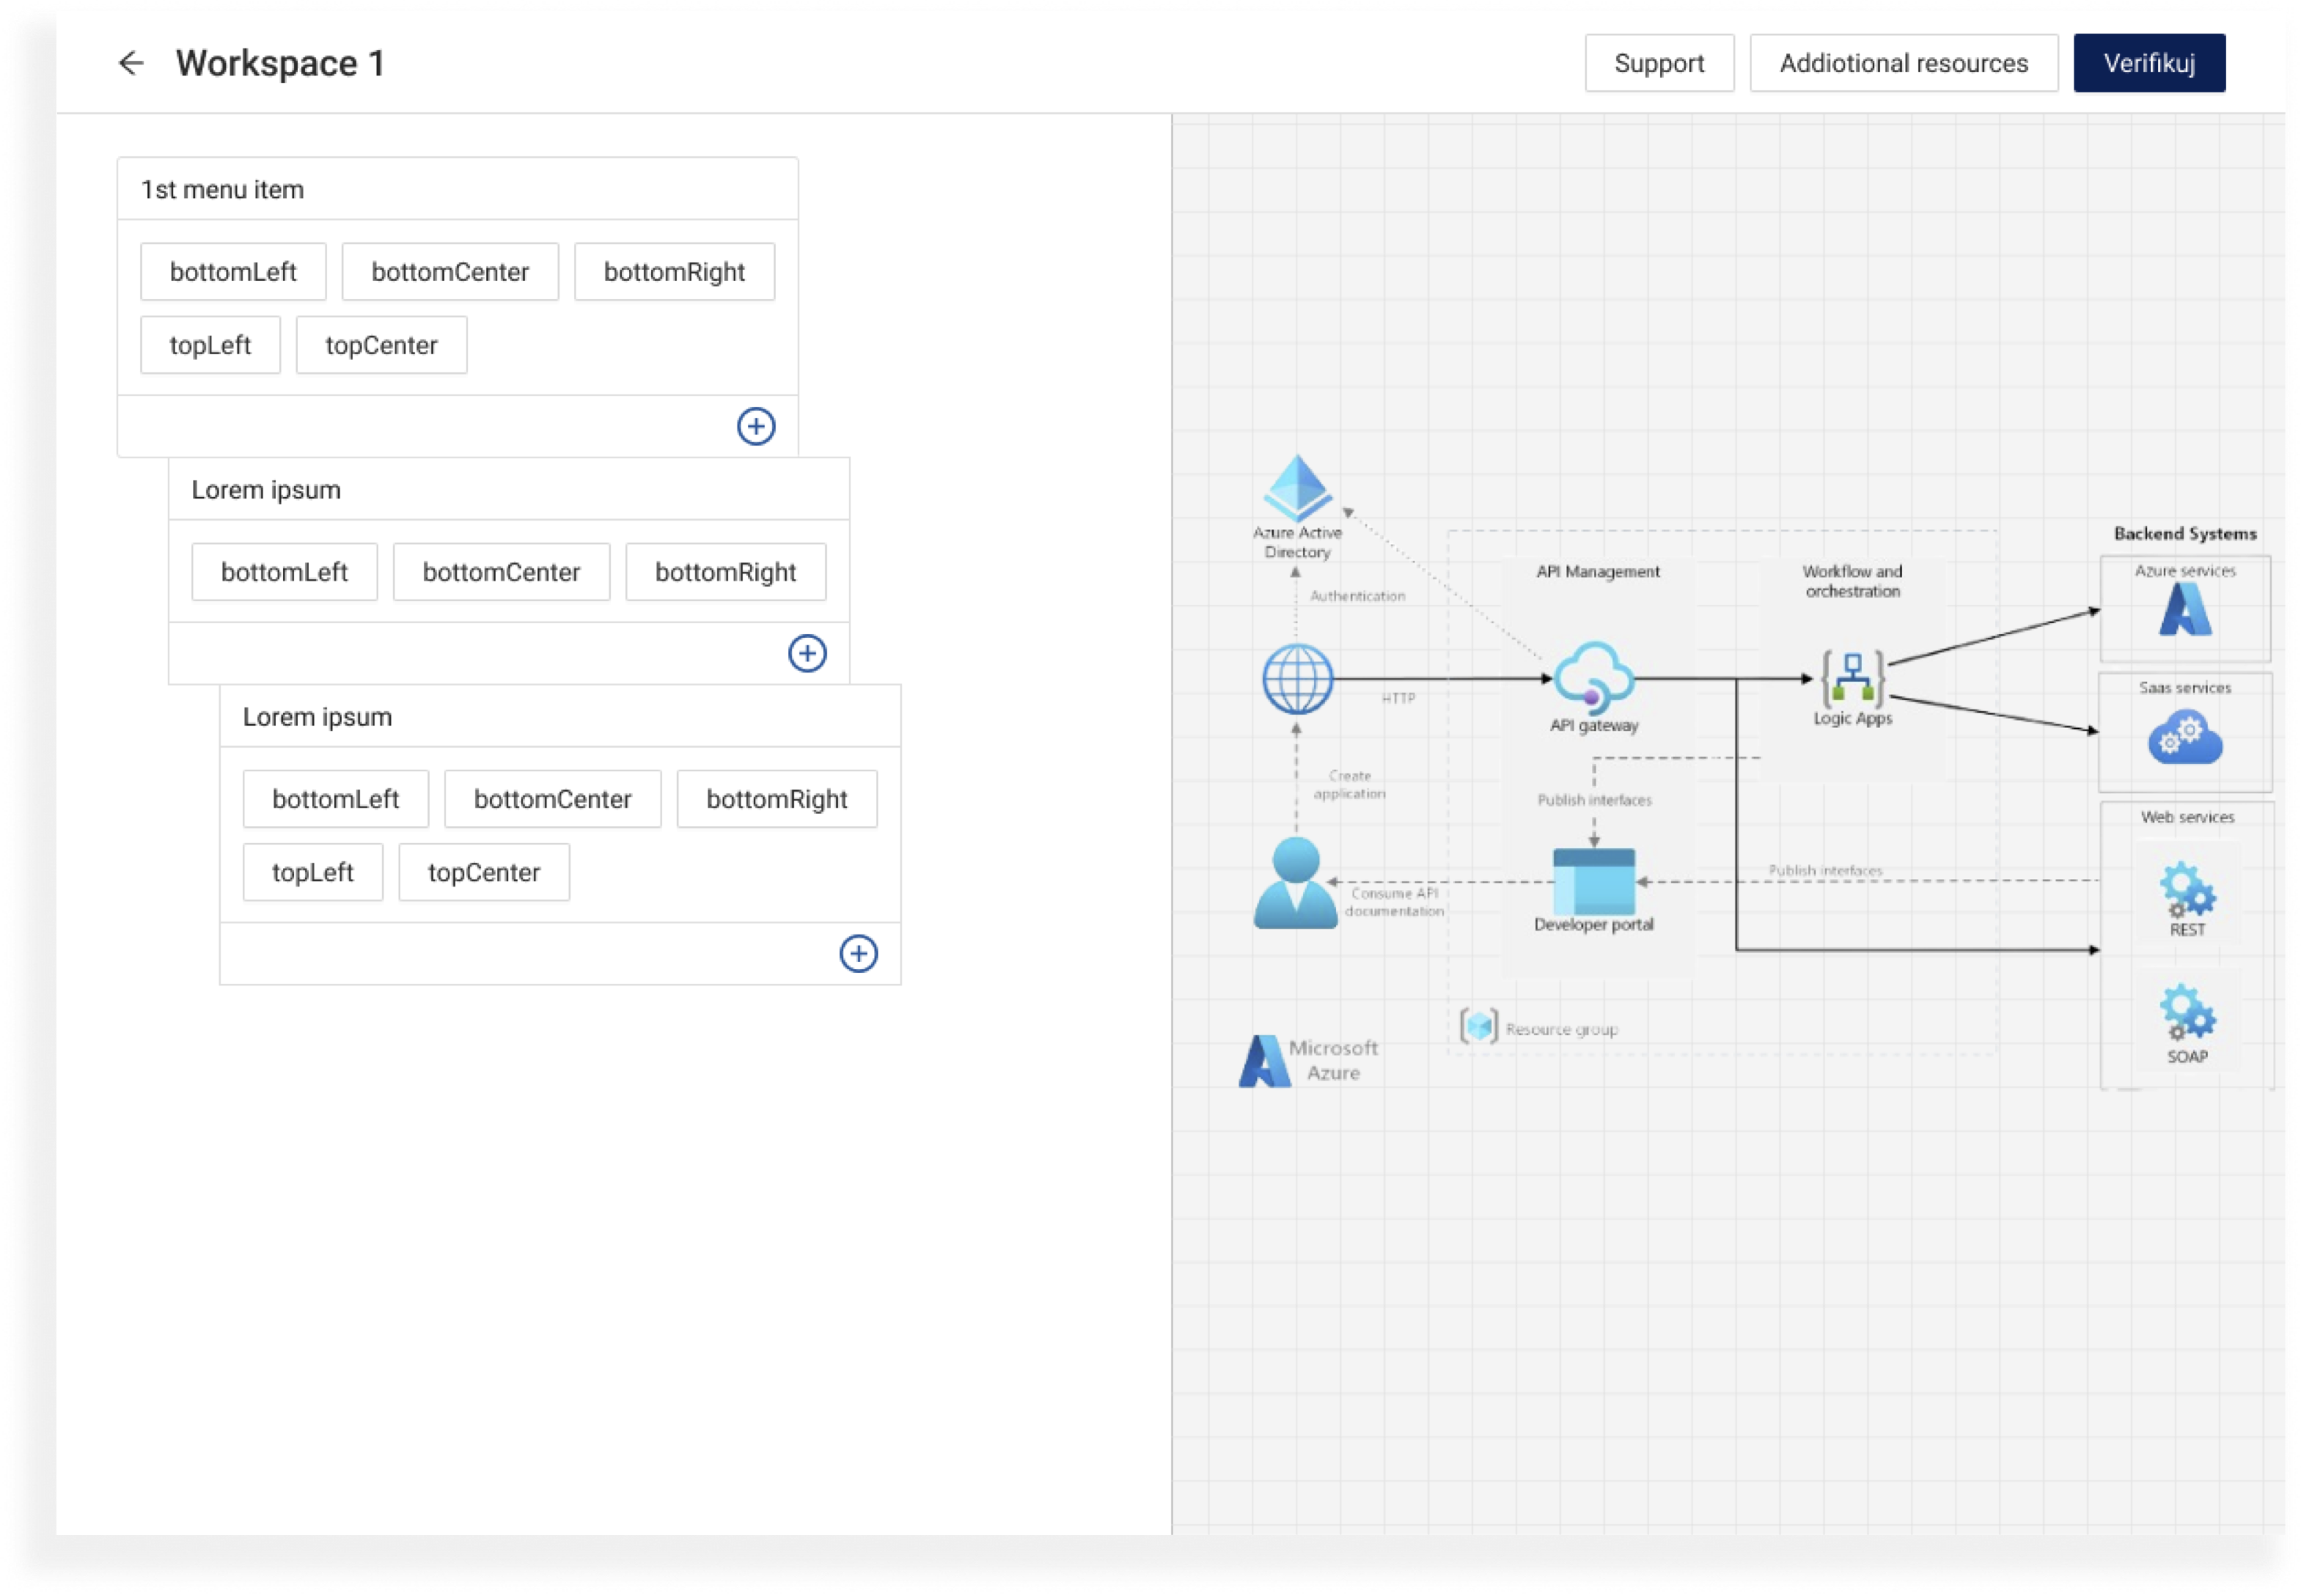 Workspace 1
Support
Addiotional resources
Verifikuj
1st menu item
bottomLeft
bottomCenter
bottomRight
topLeft
topCenter
Lorem ipsum
bottomLeft
bottomCenter
bottomRight
Lorem ipsum
bottomLeft
bottomCenter
bottomRight
topLeft
topCenter
Azure Active
Directory
Authentication
HTTP
Create
application
Consume API
documentation
API Management
API gateway
Publish interfaces
Developer portal
Workflow and
orchestration
Logic Apps
Publish interfaces
Resource group
Microsoft
Azure
Backend Systems
Azure services
Saas services
Web services
REST
SOAP